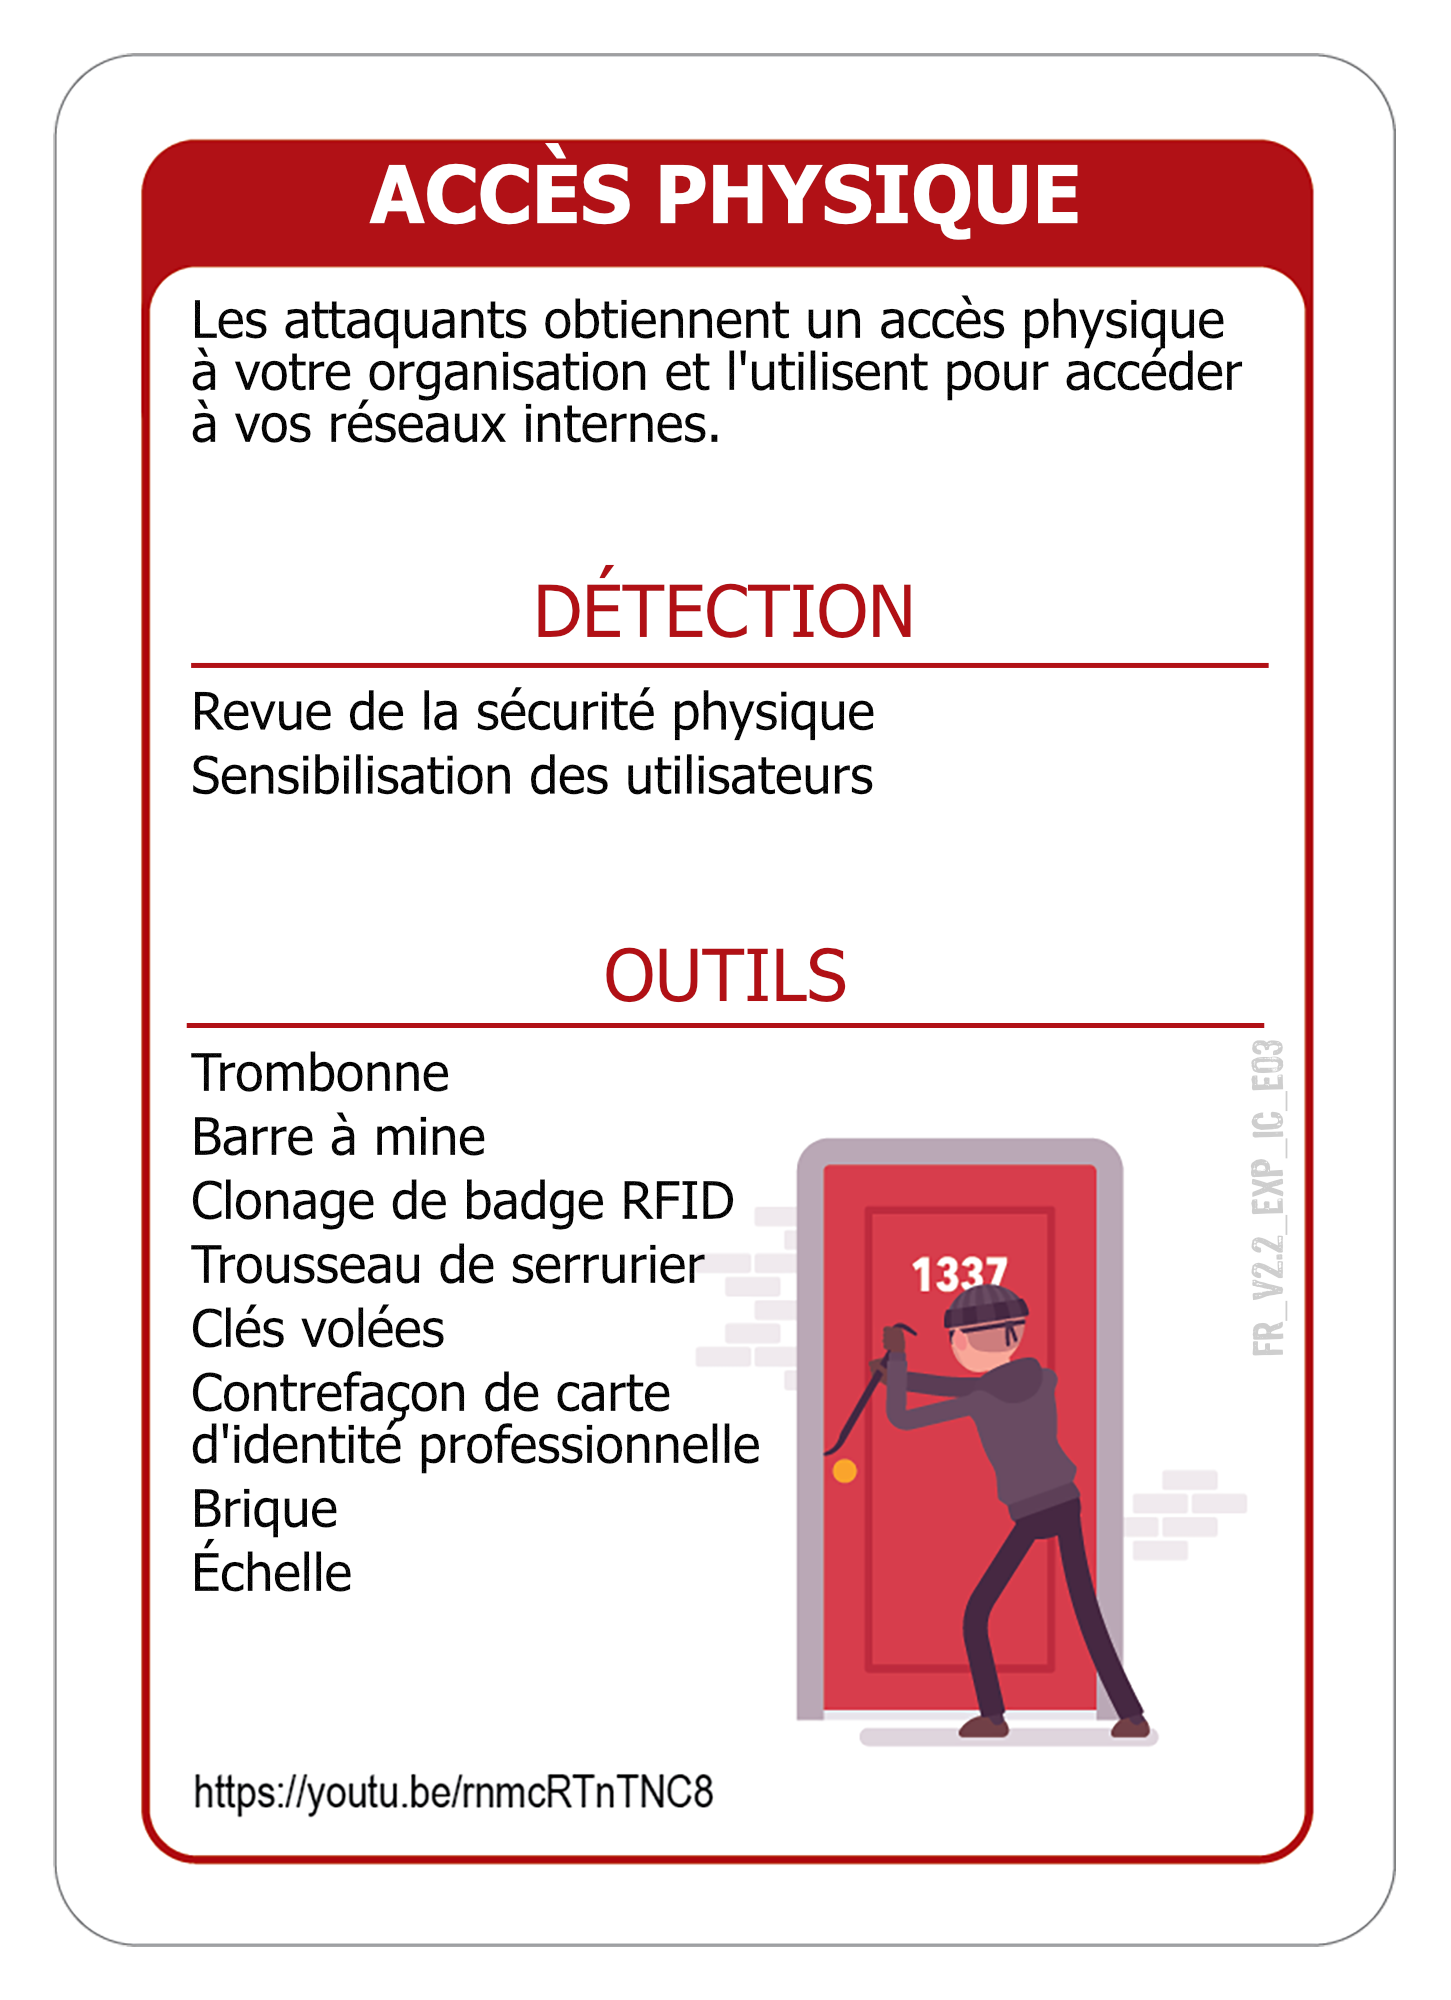 ACCÈS PHYSIQUE
Les attaquants obtiennent un accès physique
à votre organisation et l'utilisent pour accéder
à vos réseaux internes.
DÉTECTION
Revue de la sécurité physique
Sensibilisation des utilisateurs
OUTILS
Trombonne
Barre à mine
Clonage de badge RFID
Trousseau de serrurier
Clés volées
Contrefaçon de carte
d'identité professionnelle
Brique
Échelle
1337
FR_V2.2_EXP_IC_E03
https://youtu.be/rnmcRTnTNC8